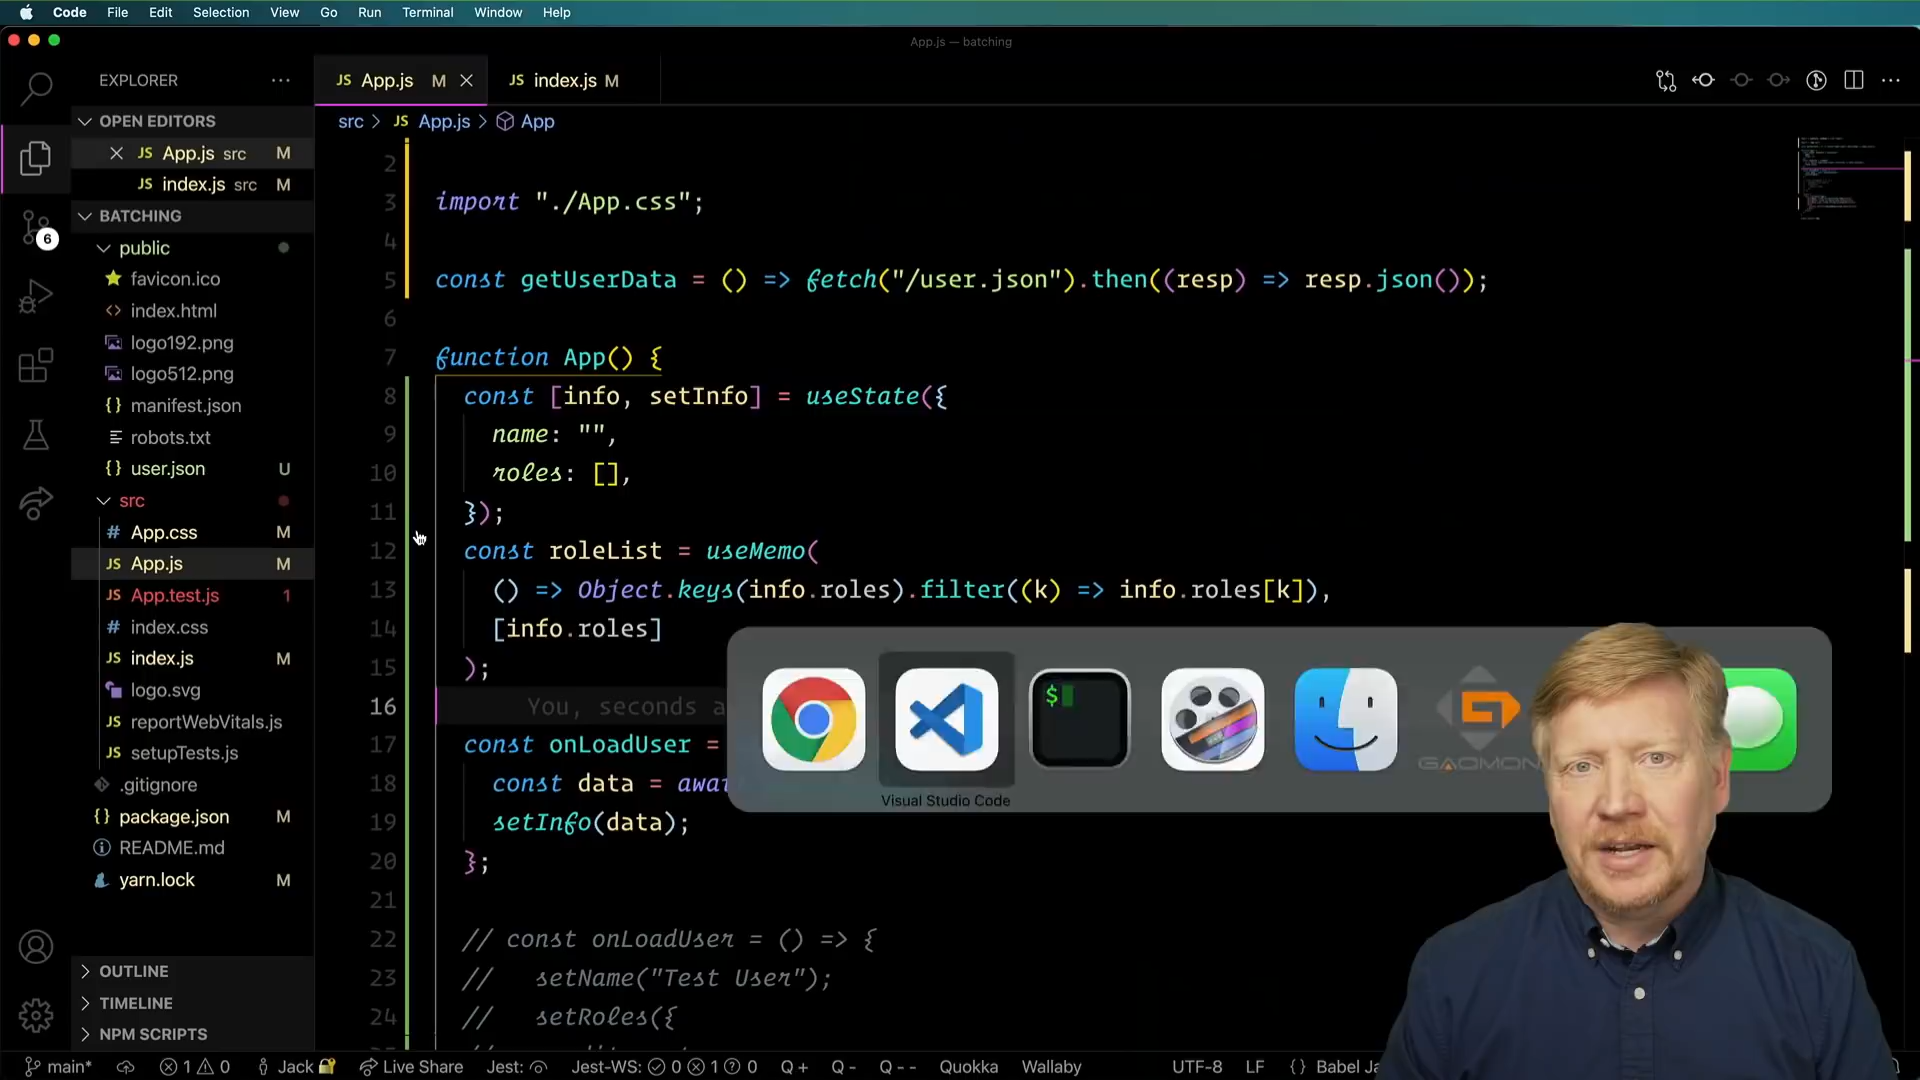 Code File Edit Selection View Go Run Terminal Window Help
App.js — batching
EXPLORER
JS App.js M
JS index.js M
OPEN EDITORS
src > JS App.js > App
JS App.js src M
JS index.js src M
BATCHING
public
favicon.ico
<> index.html
logo192.png
logo512.png
{} manifest.json
robots.txt
{} user.json U
src
# App.css M
JS App.js M
JS App.test.js 1
# index.css
JS index.js M
logo.svg
JS reportWebVitals.js
JS setupTests.js
.gitignore
{} package.json M
README.md
yarn.lock M
OUTLINE
TIMELINE
NPM SCRIPTS
6
2
3 import "./App.css";
4
5 const getUserData = () => fetch("/user.json").then((resp) => resp.json());
6
7 function App() {
8 const [info, setInfo] = useState({
9 name: "",
10 roles: [],
11 });
12 const roleList = useMemo(
13 () => Object.keys(info.roles).filter((k) => info.roles[k]),
14 [info.roles]
15 );
16 You, seconds a
17 const onLoadUser =
18 const data = awai
19 setInfo(data);
20 };
21
22 // const onLoadUser = () => {
23 // setName("Test User");
24 // setRoles({
$
GAOMON
Visual Studio Code
main* 1 0 Jack Live Share Jest: Jest-WS: 0 1 0 Q + Q - Q - - Quokka Wallaby UTF-8 LF {} Babel Ja